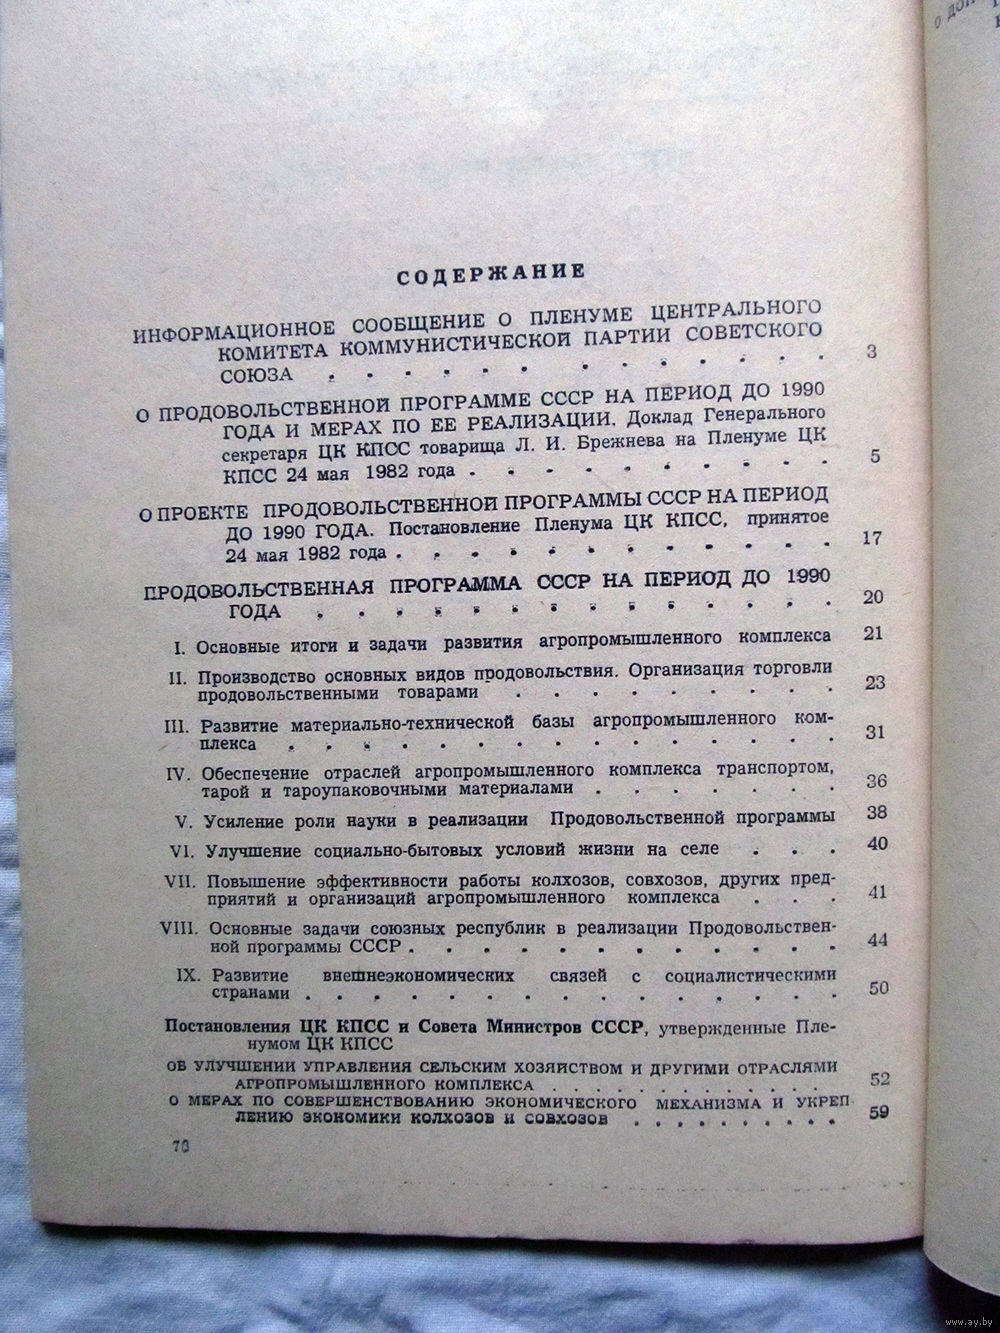 СОДЕРЖАНИЕ
ИНФОРМАЦИОННОЕ СООБЩЕНИЕ О ПЛЕНУМЕ ЦЕНТРАЛЬНОГО
КОМИТЕТА КОММУНИСТИЧЕСКОЙ ПАРТИИ СОВЕТСКОГО
СОЮЗА . . . . . . . . . . . . . 3
О ПРОДОВОЛЬСТВЕННОЙ ПРОГРАММЕ СССР НА ПЕРИОД ДО 1990
ГОДА И МЕРАХ ПО ЕЕ РЕАЛИЗАЦИИ. Доклад Генерального
секретаря ЦК КПСС товарища Л. И. Брежнева на Пленуме ЦК
КПСС 24 мая 1982 года . . . . . . . . . . 5
О ПРОЕКТЕ ПРОДОВОЛЬСТВЕННОЙ ПРОГРАММЫ СССР НА ПЕРИОД
ДО 1990 ГОДА. Постановление Пленума ЦК КПСС, принятое
24 мая 1982 года . . . . . . . . . . . . 17
ПРОДОВОЛЬСТВЕННАЯ ПРОГРАММА СССР НА ПЕРИОД ДО 1990
ГОДА . . . . . . . . . . . . . . 20
I. Основные итоги и задачи развития агропромышленного комплекса 21
II. Производство основных видов продовольствия. Организация торговли
продовольственными товарами . . . . . . . . . 23
III. Развитие материально-технической базы агропромышленного ком-
плекса . . . . . . . . . . . . . . . 31
IV. Обеспечение отраслей агропромышленного комплекса транспортом,
тарой и тароупаковочными материалами . . . . . . . 36
V. Усиление роли науки в реализации Продовольственной программы 38
VI. Улучшение социально-бытовых условий жизни на селе . . . 40
VII. Повышение эффективности работы колхозов, совхозов, других пред-
приятий и организаций агропромышленного комплекса . . . 41
VIII. Основные задачи союзных республик в реализации Продовольствен-
ной программы СССР . . . . . . . . . . . . 44
IX. Развитие внешнеэкономических связей с социалистическими
странами . . . . . . . . . . . . . . 50
Постановления ЦК КПСС и Совета Министров СССР, утвержденные Пле-
нумом ЦК КПСС
ОБ УЛУЧШЕНИИ УПРАВЛЕНИЯ СЕЛЬСКИМ ХОЗЯЙСТВОМ И ДРУГИМИ ОТРАСЛЯМИ
АГРОПРОМЫШЛЕННОГО КОМПЛЕКСА . . . . . . . . . . . . . 52
О МЕРАХ ПО СОВЕРШЕНСТВОВАНИЮ ЭКОНОМИЧЕСКОГО МЕХАНИЗМА И УКРЕП-
ЛЕНИЮ ЭКОНОМИКИ КОЛХОЗОВ И СОВХОЗОВ . . . . . . . . . . 59
www.ay.by